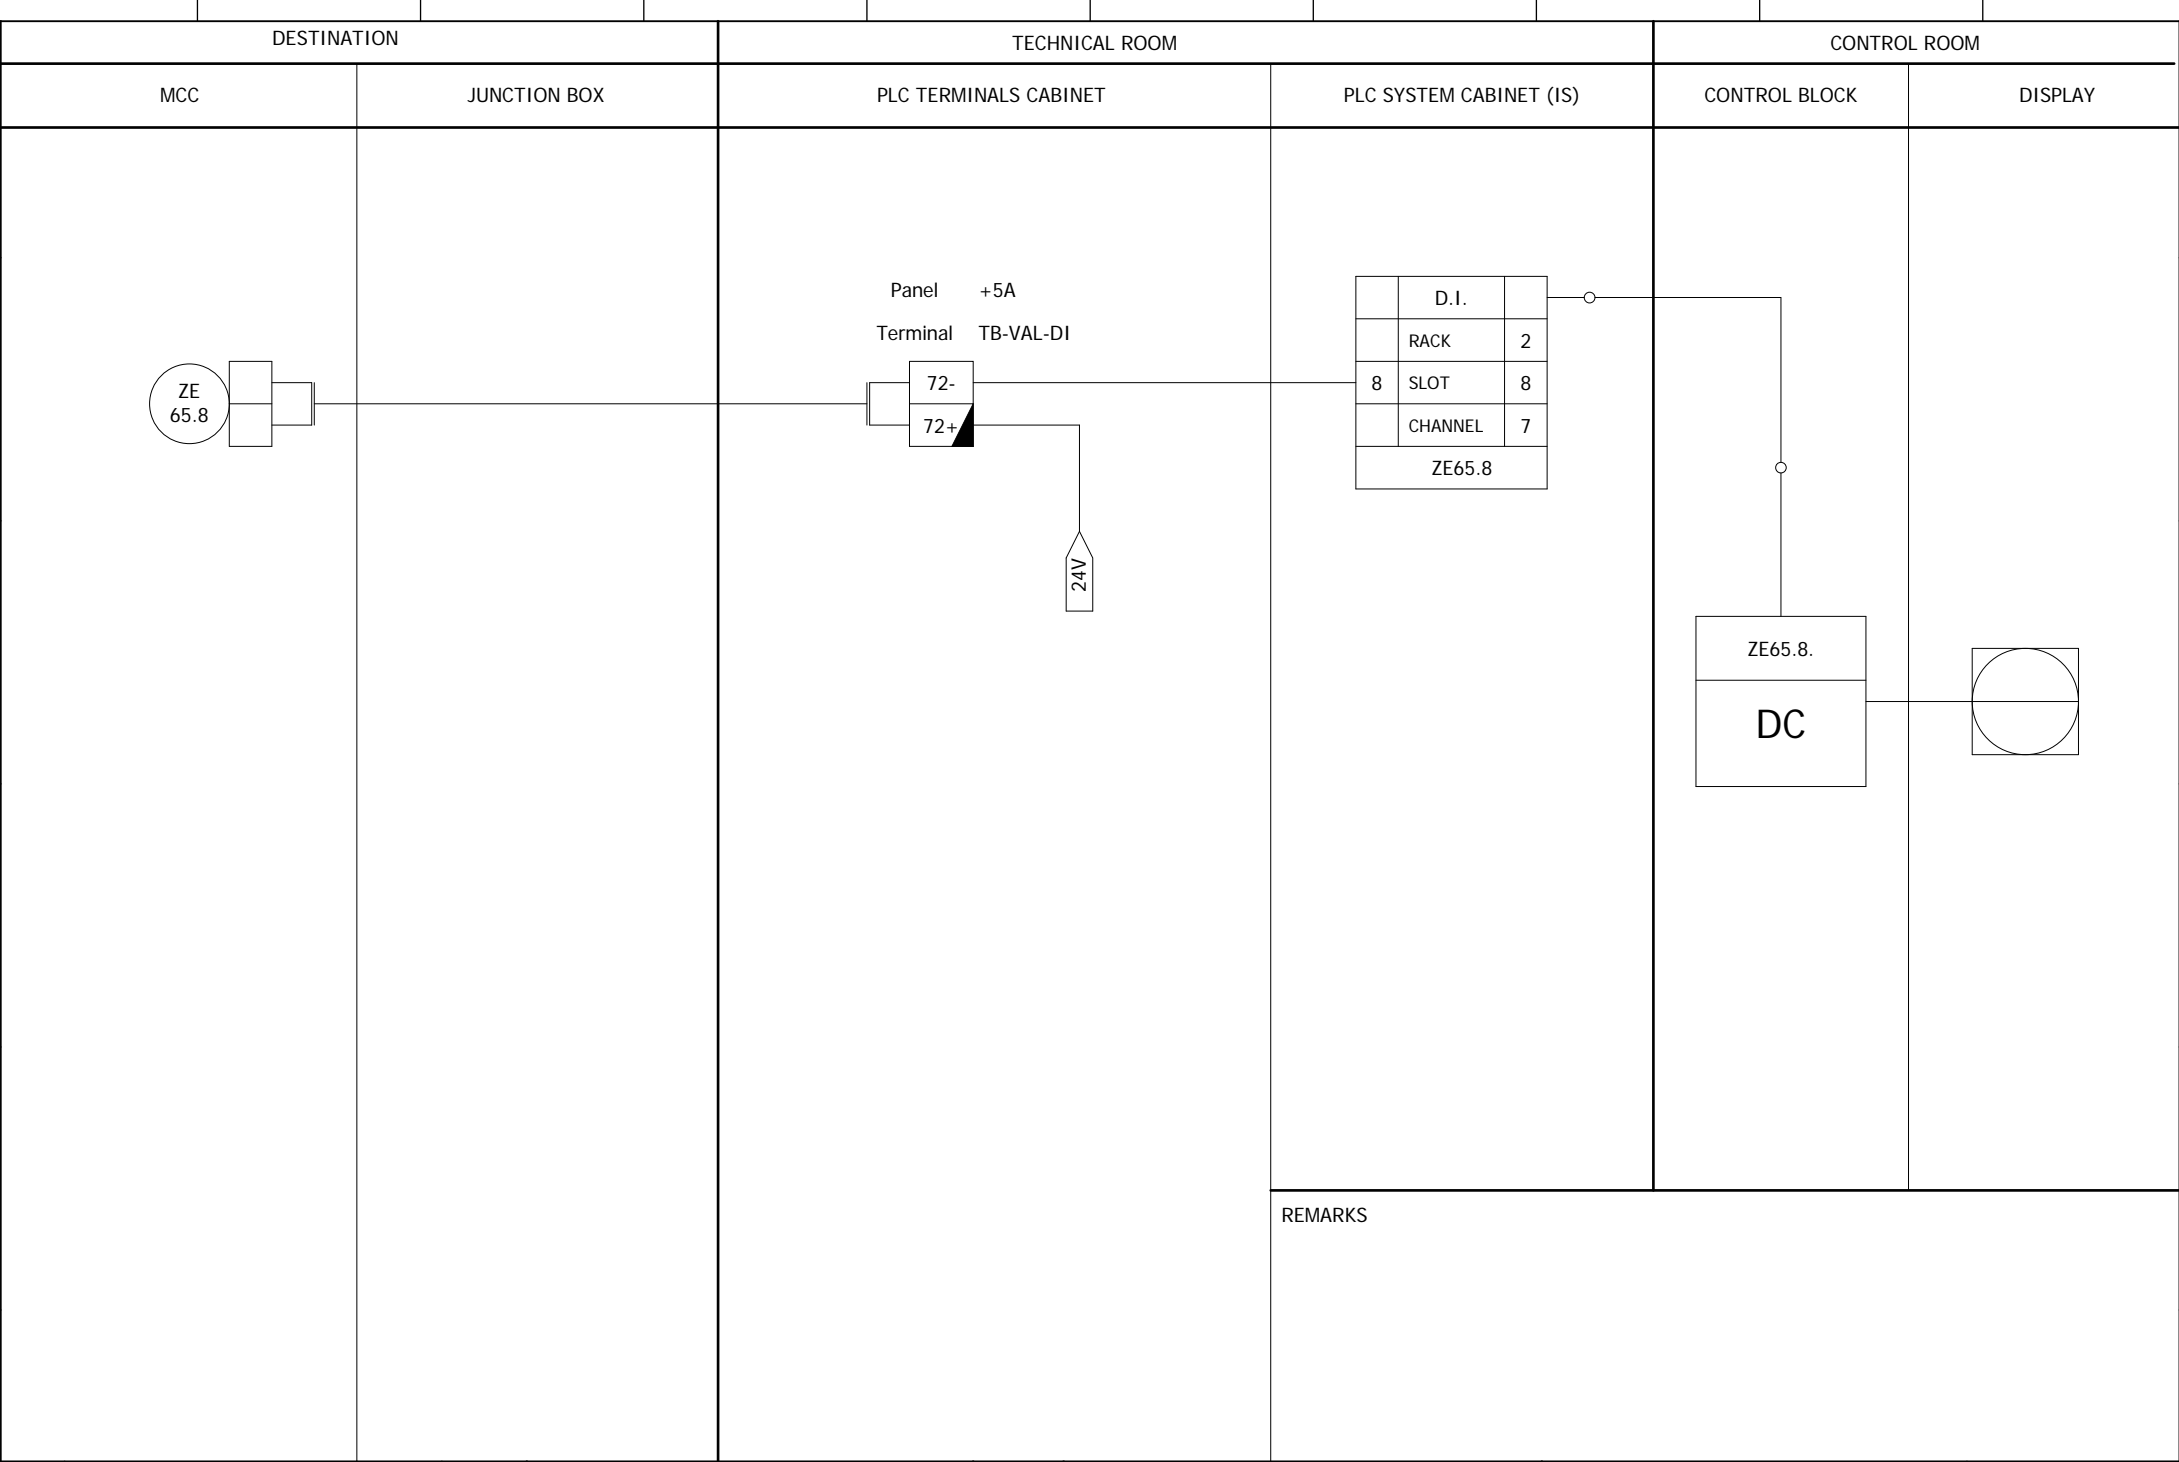 DESTINATION
TECHNICAL ROOM
CONTROL ROOM
MCC
JUNCTION BOX
PLC TERMINALS CABINET
PLC SYSTEM CABINET (IS)
CONTROL BLOCK
DISPLAY
Panel +5A
Terminal TB-VAL-DI
ZE
65.8
72-
72+
24V
D.I.
RACK 2
8 SLOT 8
CHANNEL 7
ZE65.8
ZE65.8.
DC
REMARKS